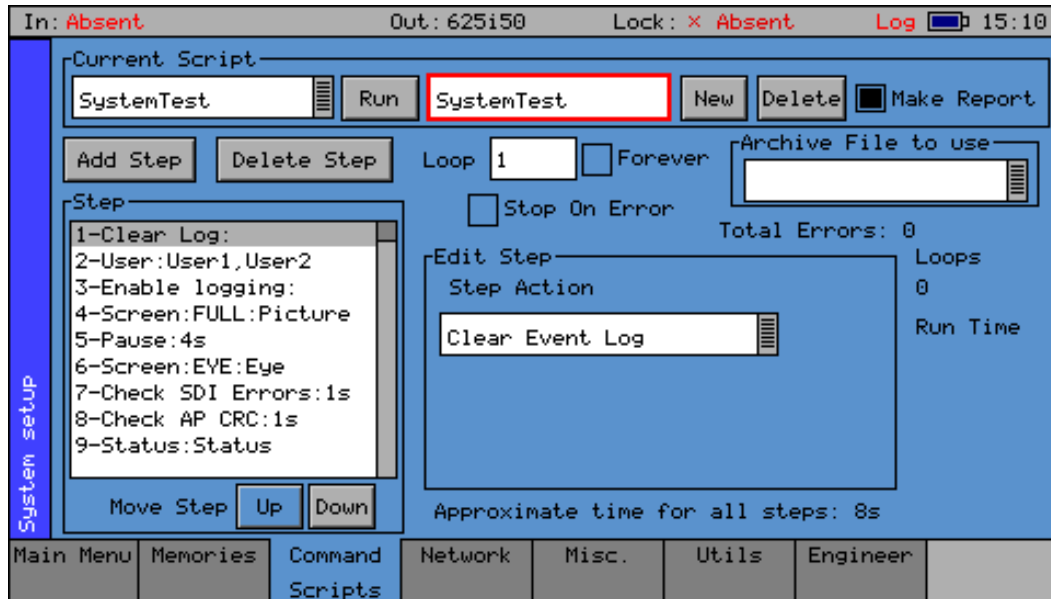 In: Absent Out: 625i50 Lock: × Absent Log 15:10
Current Script
SystemTest Run SystemTest New Delete Make Report
Add Step Delete Step Loop 1 Forever Archive File to use
Stop On Error
Total Errors: 0
Step
1-Clear Log:
2-User:User1,User2
3-Enable logging:
4-Screen:FULL:Picture
5-Pause:4s
6-Screen:EYE:Eye
7-Check SDI Errors:1s
8-Check AP CRC:1s
9-Status:Status
Move Step Up Down
Edit Step
Step Action
Clear Event Log
Loops
0
Run Time
Approximate time for all steps: 8s
System setup
Main Menu Memories Command Scripts Network Misc. Utils Engineer